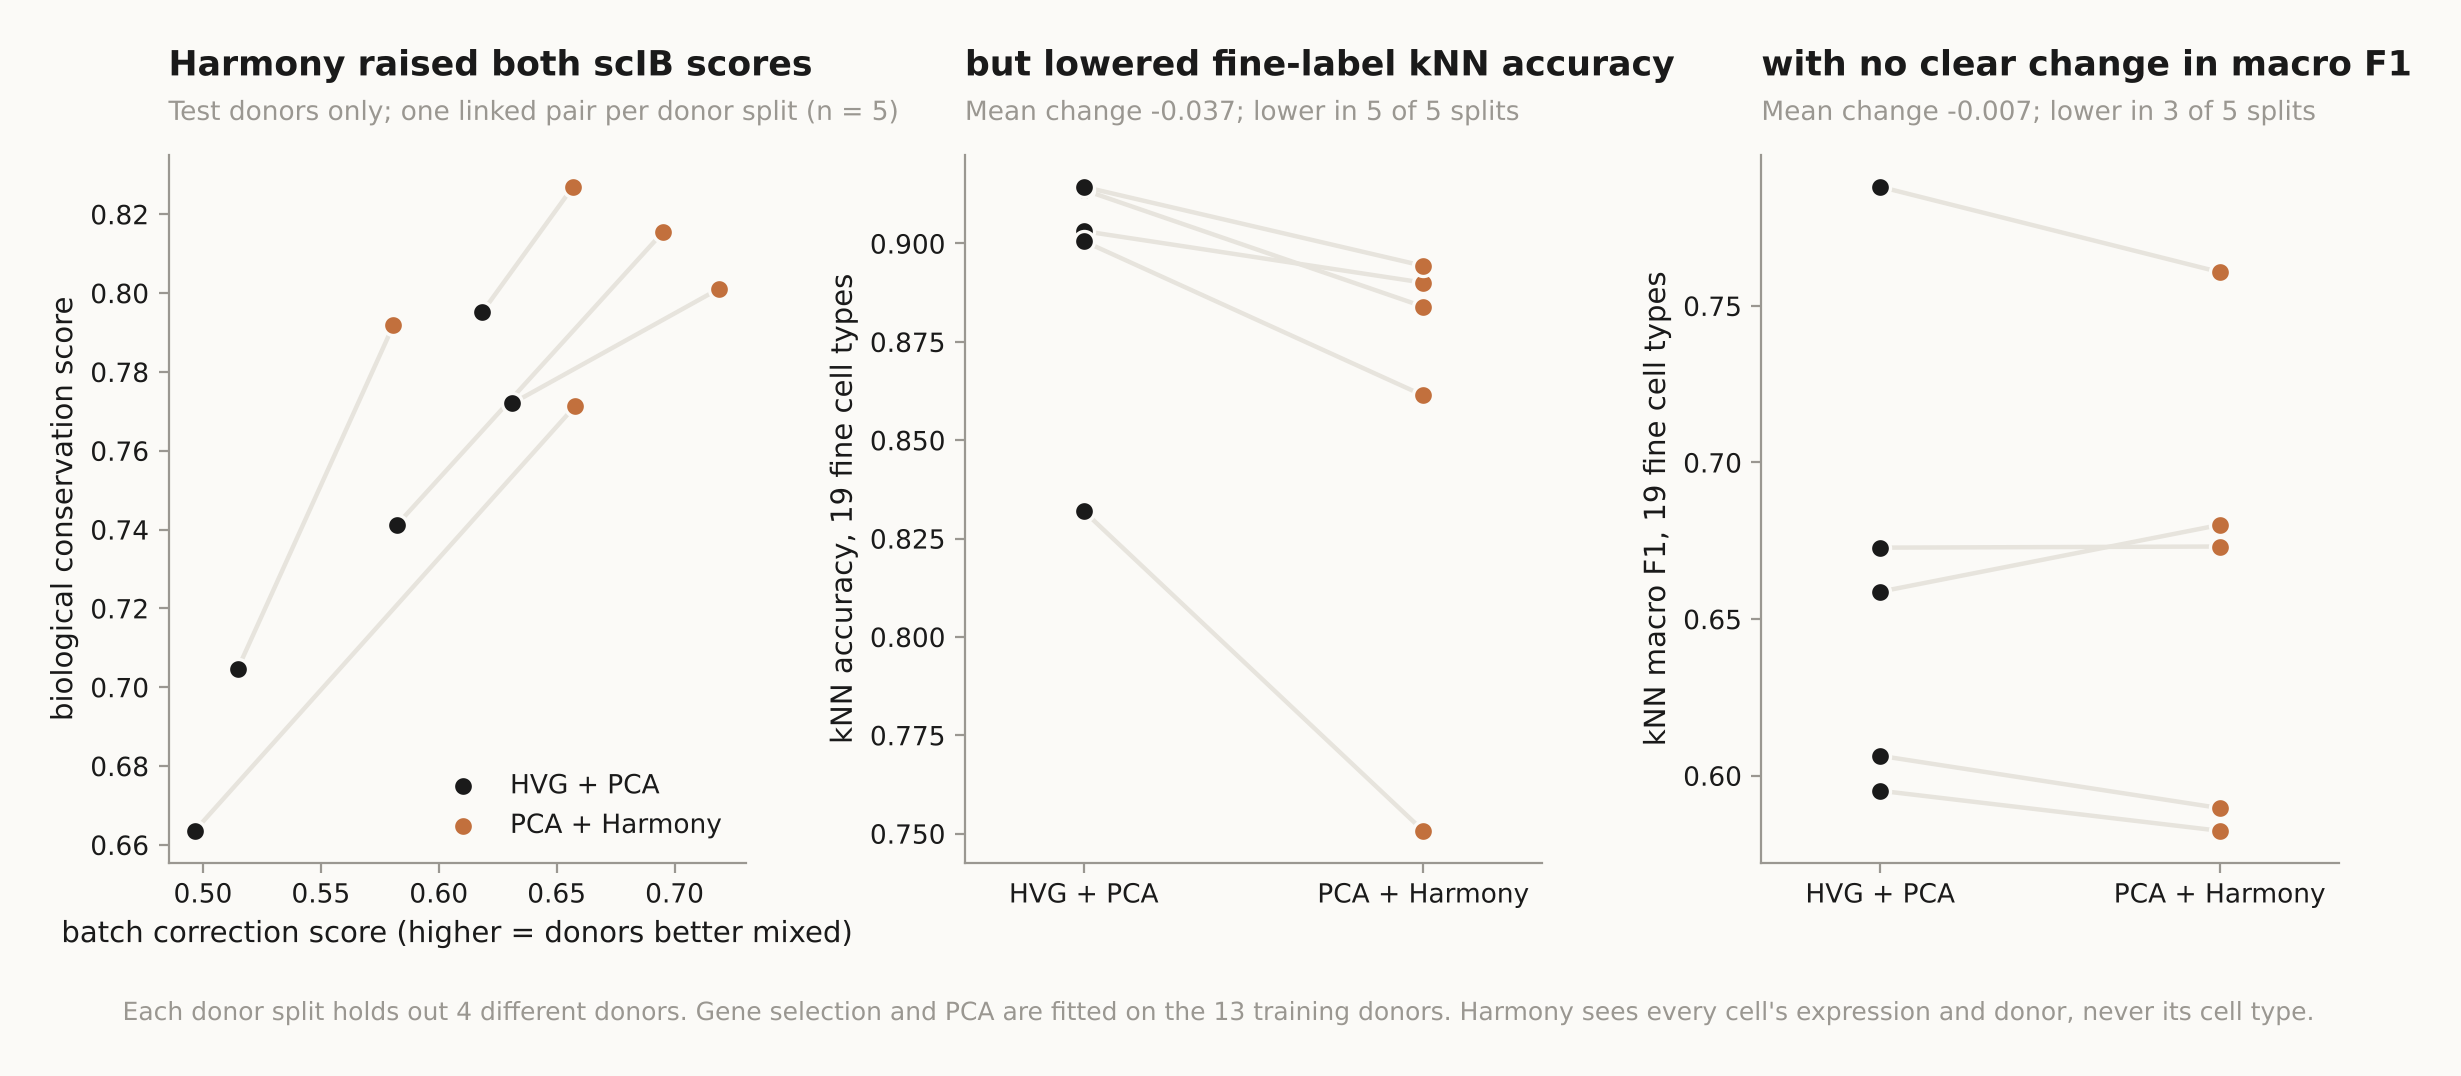 Harmony raised both scIB scores
Test donors only; one linked pair per donor split (n = 5)
biological conservation score
0.82
0.80
0.78
0.76
0.74
0.72
0.70
0.68
0.66
HVG + PCA
PCA + Harmony
0.50 0.55 0.60 0.65 0.70
batch correction score (higher = donors better mixed)
but lowered fine-label kNN accuracy
Mean change -0.037; lower in 5 of 5 splits
kNN accuracy, 19 fine cell types
0.900
0.875
0.850
0.825
0.800
0.775
0.750
HVG + PCA PCA + Harmony
with no clear change in macro F1
Mean change -0.007; lower in 3 of 5 splits
kNN macro F1, 19 fine cell types
0.75
0.70
0.65
0.60
HVG + PCA PCA + Harmony
Each donor split holds out 4 different donors. Gene selection and PCA are fitted on the 13 training donors. Harmony sees every cell's expression and donor, never its cell type.